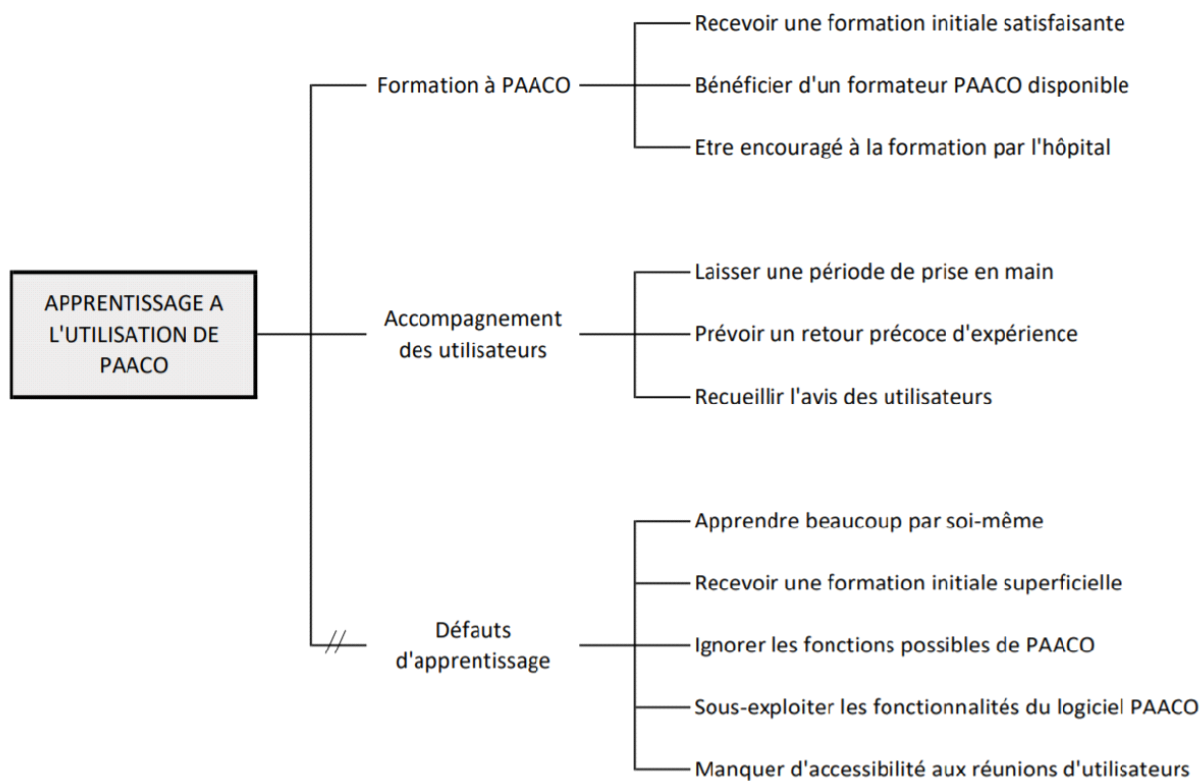 Recevoir une formation initiale satisfaisante
Formation à PAACO
Bénéficier d'un formateur PAACO disponible
Etre encouragé à la formation par l'hôpital
APPRENTISSAGE A
L'UTILISATION DE
PAACO
Accompagnement
des utilisateurs
Laisser une période de prise en main
Prévoir un retour précoce d'expérience
Recueillir l'avis des utilisateurs
Défauts
d'apprentissage
Apprendre beaucoup par soi-même
Recevoir une formation initiale superficielle
Ignorer les fonctions possibles de PAACO
Sous-exploiter les fonctionnalités du logiciel PAACO
Manquer d'accessibilité aux réunions d'utilisateurs